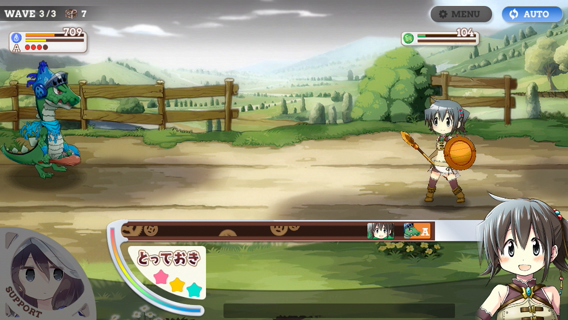 WAVE 3/3
7
MENU
AUTO
709
A
104
A
とっておき
SUPPORT